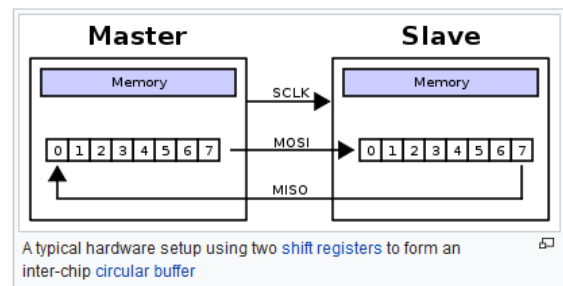 Master Slave
Memory Memory
SCLK
MOSI
0 1 2 3 4 5 6 7 0 1 2 3 4 5 6 7
MISO
A typical hardware setup using two shift registers to form an
inter-chip circular buffer